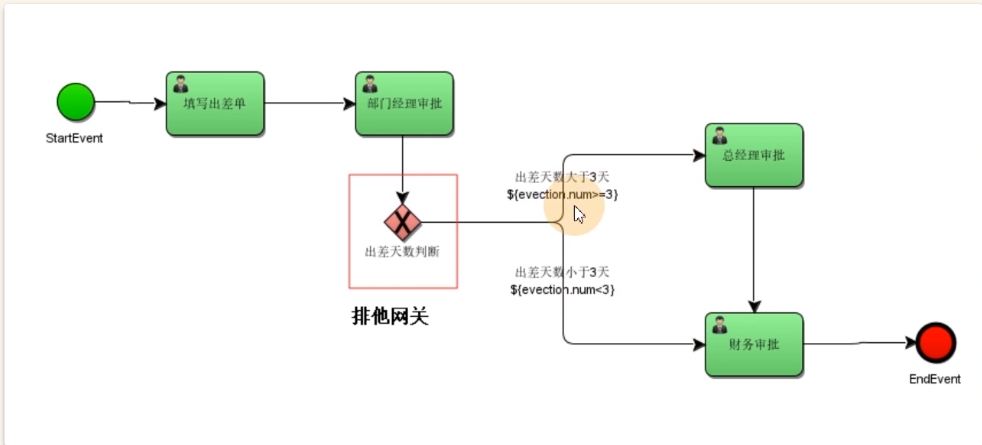 填写出差单
部门经理审批
StartEvent
总经理审批
出差天数大于3天
${evection.num>=3}
出差天数判断
出差天数小于3天
${evection.num<3}
排他网关
财务审批
EndEvent